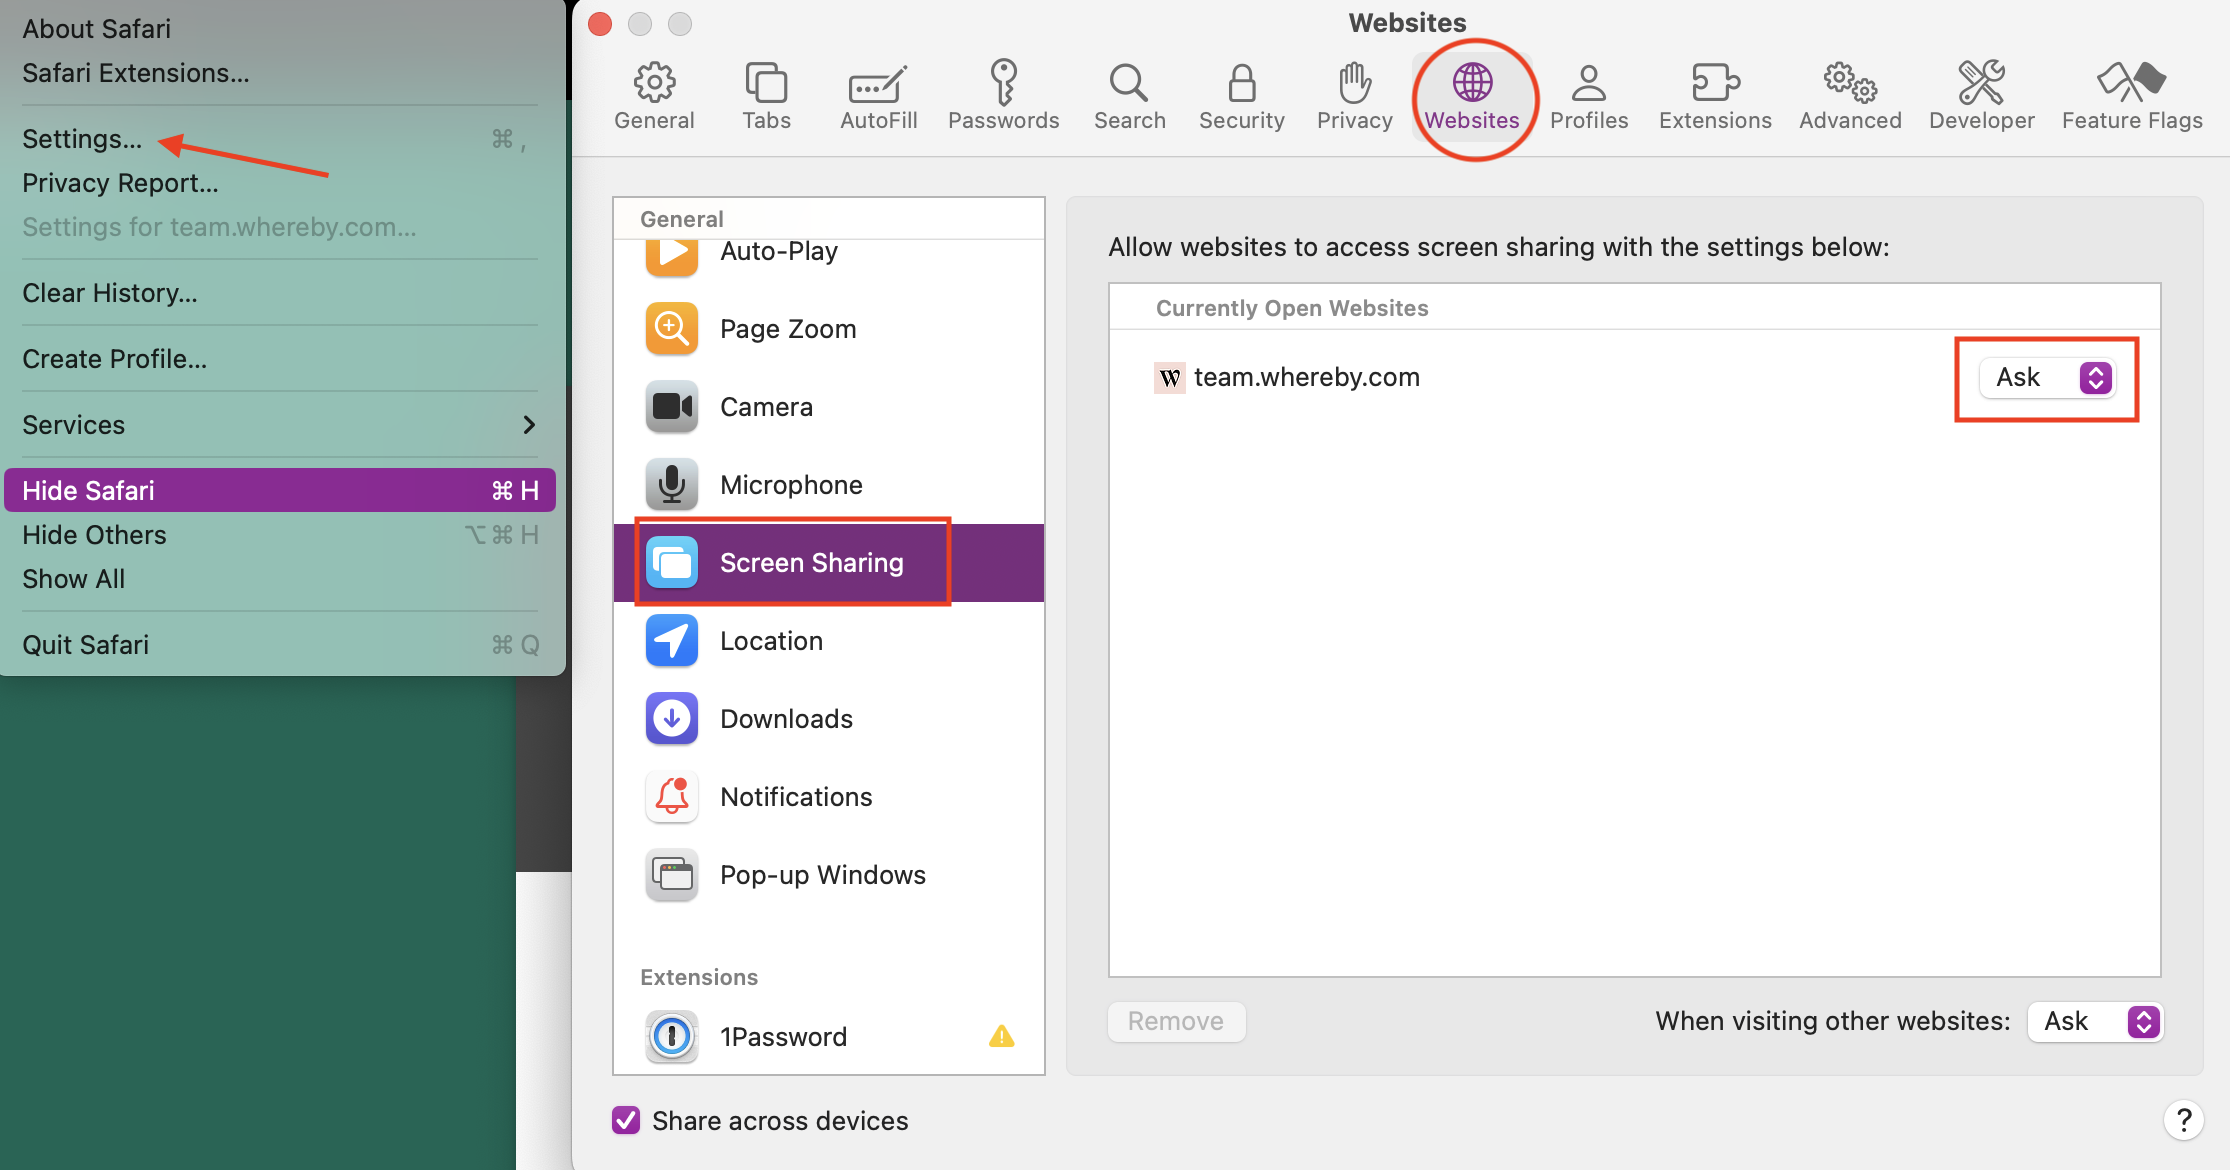 About Safari
Safari Extensions...
Settings... ⌘ ,
Privacy Report...
Settings for team.whereby.com...
Clear History...
Create Profile...
Services
Hide Safari ⌘ H
Hide Others ⌥ ⌘ H
Show All
Quit Safari ⌘ Q
Websites
General Tabs AutoFill Passwords Search Security Privacy Websites Profiles Extensions Advanced Developer Feature Flags
General
Auto-Play
Page Zoom
Camera
Microphone
Screen Sharing
Location
Downloads
Notifications
Pop-up Windows
Extensions
1Password
Share across devices
Allow websites to access screen sharing with the settings below:
Currently Open Websites
W team.whereby.com Ask
Remove When visiting other websites: Ask
?